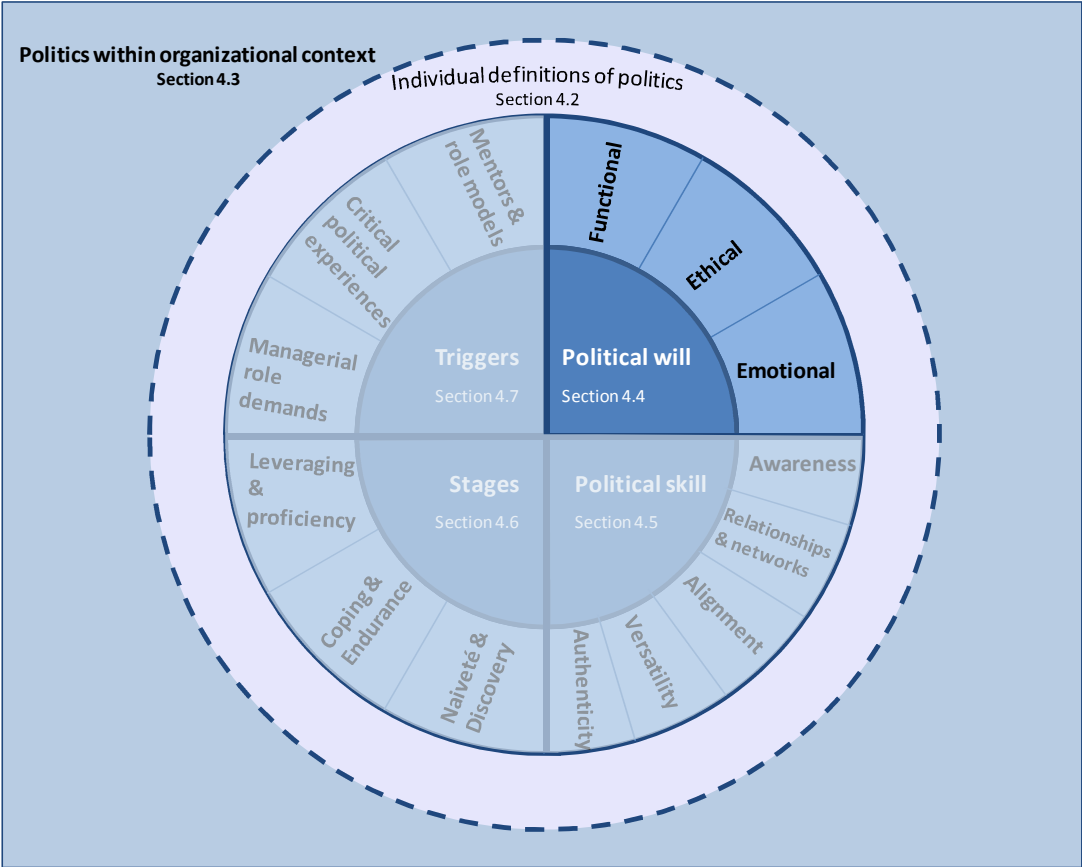 Politics within organizational context
Section 4.3
Individual definitions of politics
Section 4.2
Mentors &
role models
Critical
political
experiences
Managerial
role
demands
Triggers
Section 4.7
Functional
Ethical
Emotional
Political will
Section 4.4
Leveraging
&
proficiency
Coping &
Endurance
Naiveté &
Discovery
Stages
Section 4.6
Political skill
Section 4.5
Awareness
Relationships
& networks
Alignment
Versatility
Authenticity